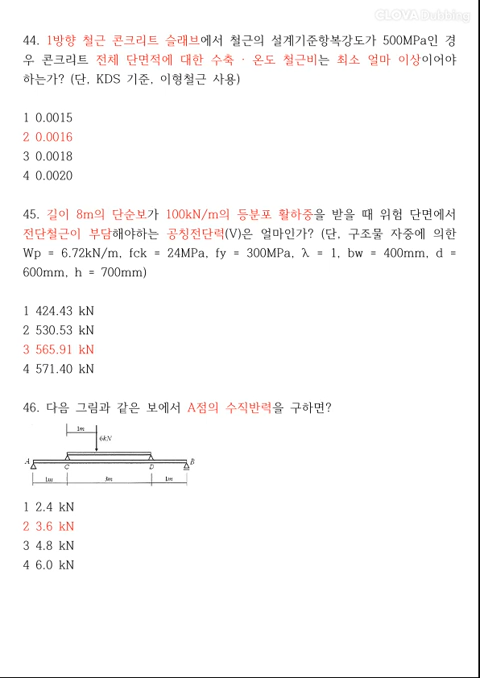 CLOVA Dubbing
44. 1방향 철근 콘크리트 슬래브에서 철근의 설계기준항복강도가 500MPa인 경
우 콘크리트 전체 단면적에 대한 수축 · 온도 철근비는 최소 얼마 이상이어야
하는가? (단, KDS 기준, 이형철근 사용)
1 0.0015
2 0.0016
3 0.0018
4 0.0020
45. 길이 8m의 단순보가 100kN/m의 등분포 활하중을 받을 때 위험 단면에서
전단철근이 부담해야하는 공칭전단력(V)은 얼마인가? (단, 구조물 자중에 의한
Wp = 6.72kN/m, fck = 24MPa, fy = 300MPa, λ = 1, bw = 400mm, d =
600mm, h = 700mm)
1 424.43 kN
2 530.53 kN
3 565.91 kN
4 571.40 kN
46. 다음 그림과 같은 보에서 A점의 수직반력을 구하면?
1m
6kN
A C D B
1m 1m
1 2.4 kN
2 3.6 kN
3 4.8 kN
4 6.0 kN